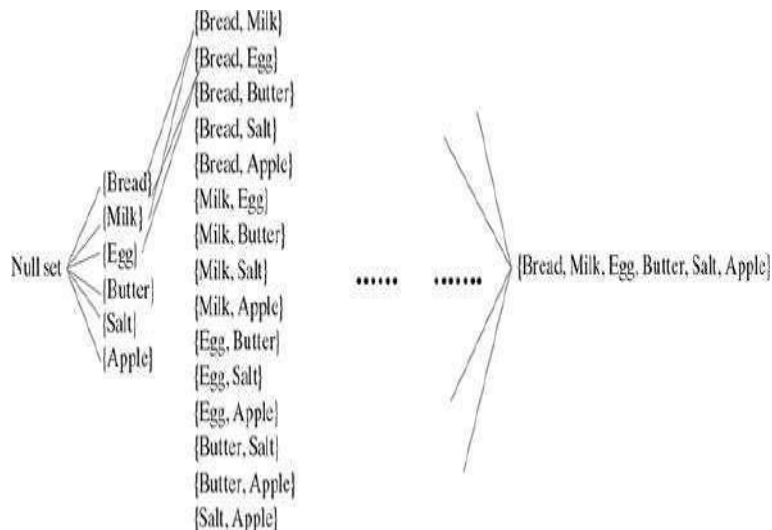 Null set
{Bread}
{Milk}
{Egg}
{Butter}
{Salt}
{Apple}
{Bread, Milk}
{Bread, Egg}
{Bread, Butter}
{Bread, Salt}
{Bread, Apple}
{Milk, Egg}
{Milk, Butter}
{Milk, Salt}
{Milk, Apple}
{Egg, Butter}
{Egg, Salt}
{Egg, Apple}
{Butter, Salt}
{Butter, Apple}
{Salt, Apple}
...... .......
{Bread, Milk, Egg, Butter, Salt, Apple}